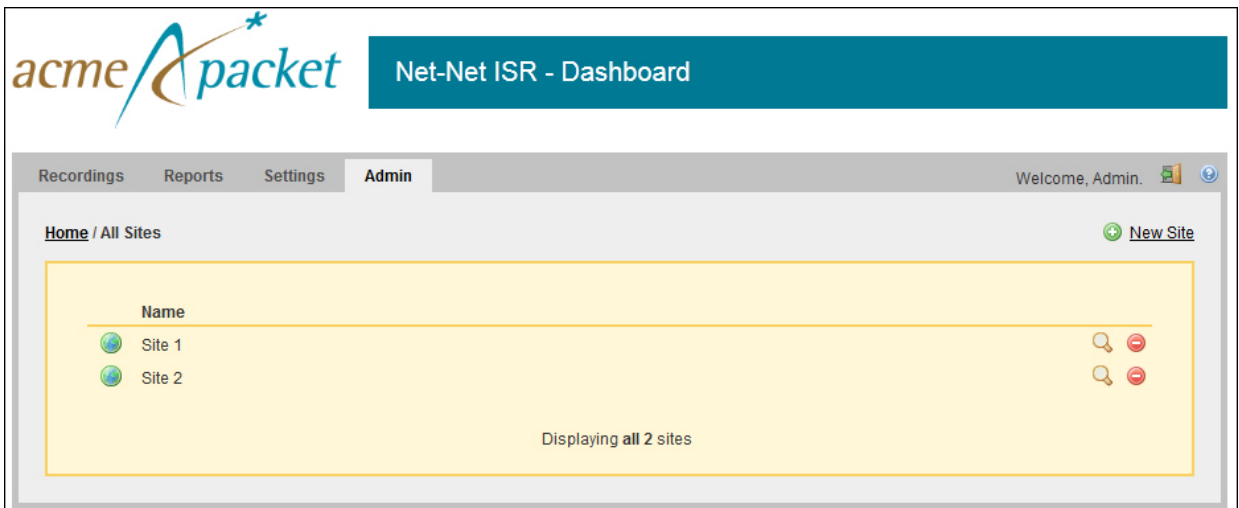 acme packet
Net-Net ISR - Dashboard
Recordings Reports Settings Admin Welcome, Admin.
Home / All Sites New Site
Name
Site 1
Site 2
Displaying all 2 sites